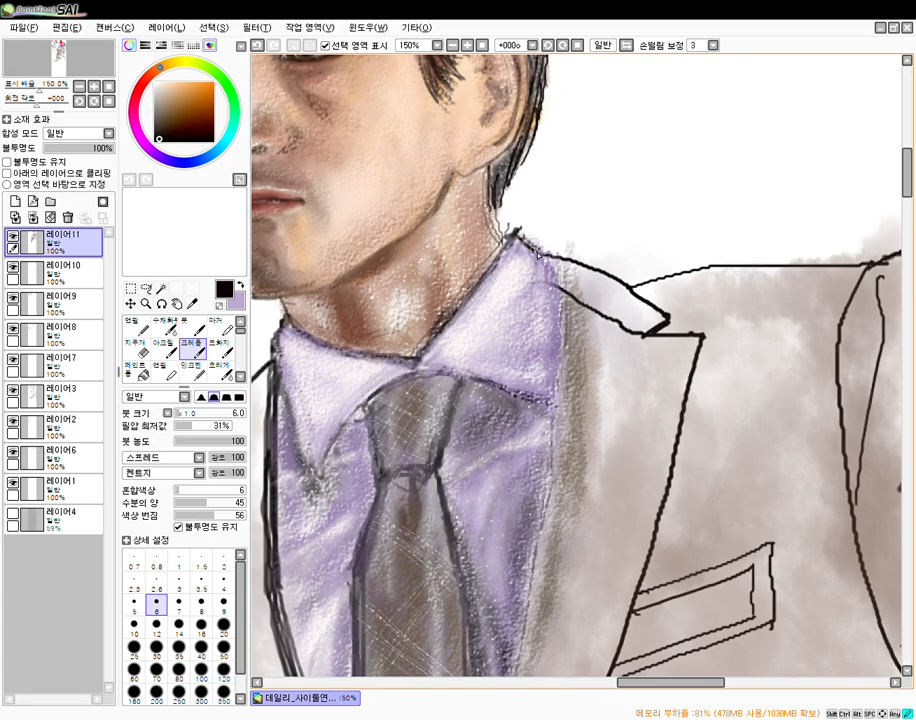 PaintTool SAI
파일(F) 편집(E) 캔버스(C) 레이어(L) 선택(S) 필터(T) 작업 영역(V) 윈도우(W) 기타(O)
선택 영역 표시 150% +000° 일반 손떨림 보정 3
표시 배율 150.0%
회전 각도 +000
소재 효과
합성 모드 일반
불투명도 100%
불투명도 유지
아래의 레이어으로 클리핑
영역 선택 바탕으로 지정
레이어11
일반
100%
레이어10
일반
100%
레이어9
일반
100%
레이어8
일반
100%
레이어7
일반
100%
레이어3
일반
100%
레이어2
일반
100%
레이어6
일반
100%
레이어1
일반
100%
레이어4
일반
59%
연필 수채화 붓 마커
지우개 아크릴 크레용
일반
붓 크기 x 1.0 6.0
필압 최저값 31%
붓 농도 100
스프레드 강도 100
켄트지 강도 100
혼합색상 6
수분의 양 45
색상 번짐 56
불투명도 유지
상세 설정
0.7 0.8 1 1.5 2
2.3 2.6 3 3.5 4
5 6 7 8 9
10 12 14 16 20
25 30 35 40 50
60 70 80 100 120
160 200 250 300 350
데일리_사이툴연... :50%
메모리 부하율 :81% (478MB 사용/1030MB 확보) Shift Ctrl Alt SPC Any